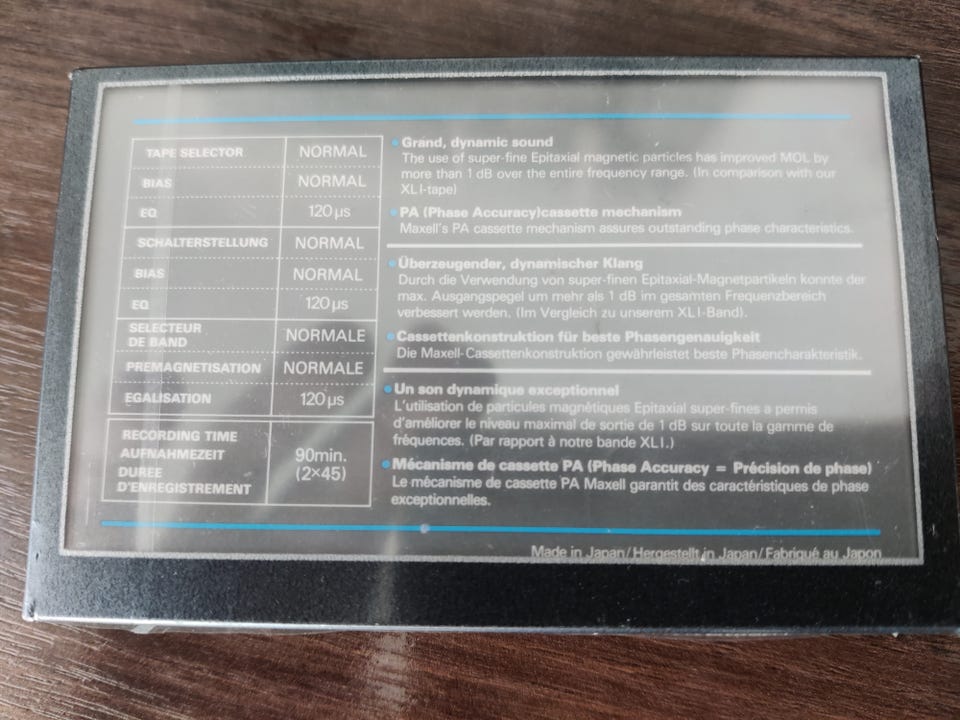 TAPE SELECTOR NORMAL
BIAS NORMAL
EQ 120 µs
SCHALTERSTELLUNG NORMAL
BIAS NORMAL
EQ 120 µs
SELECTEUR
DE BAND NORMALE
PREMAGNETISATION NORMALE
EGALISATION 120 µs
RECORDING TIME
AUFNAHMEZEIT
DUREE
D'ENREGISTREMENT
90min.
(2×45)
• Grand, dynamic sound
The use of super-fine Epitaxial magnetic particles has improved MOL by
more than 1 dB over the entire frequency range. (In comparison with our
XLI-tape)
• PA (Phase Accuracy)cassette mechanism
Maxell's PA cassette mechanism assures outstanding phase characteristics.
• Überzeugender, dynamischer Klang
Durch die Verwendung von super-finen Epitaxial-Magnetpartikeln konnte der
max. Ausgangspegel um mehr als 1 dB im gesamten Frequenzbereich
verbessert werden. (Im Vergleich zu unserem XLI-Band).
• Cassettenkonstruktion für beste Phasengenauigkeit
Die Maxell-Cassettenkonstruktion gewährleistet beste Phasencharakteristik.
• Un son dynamique exceptionnel
L'utilisation de particules magnétiques Epitaxial super-fines a permis
d'améliorer le niveau maximal de sortie de 1 dB sur toute la gamme de
fréquences. (Par rapport à notre bande XLI.)
• Mécanisme de cassette PA (Phase Accuracy = Précision de phase)
Le mécanisme de cassette PA Maxell garantit des caractéristiques de phase
exceptionnelles.
Made in Japan/Hergestellt in Japan/Fabriqué au Japon